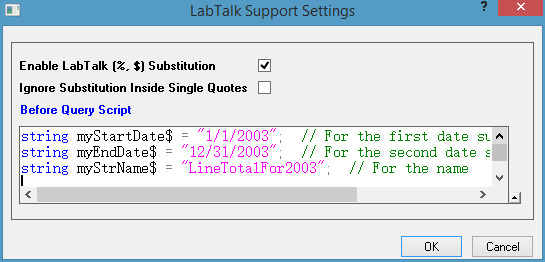 LabTalk Support Settings
?
Enable LabTalk (%, $) Substitution
Ignore Substitution Inside Single Quotes
Before Query Script
string myStartDate$ = "1/1/2003";  // For the first date su
string myEndDate$ = "12/31/2003";  // For the second date s
string myStrName$ = "LineTotalFor2003";  // For the name
OK
Cancel